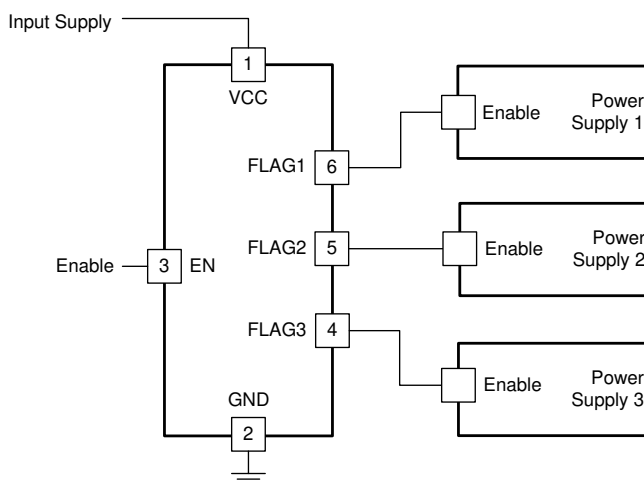 Input Supply
1
VCC
Enable
Power
Supply 1
FLAG1
6
FLAG2
5
Enable
Power
Supply 2
Enable
3
EN
FLAG3
4
Enable
Power
Supply 3
GND
2